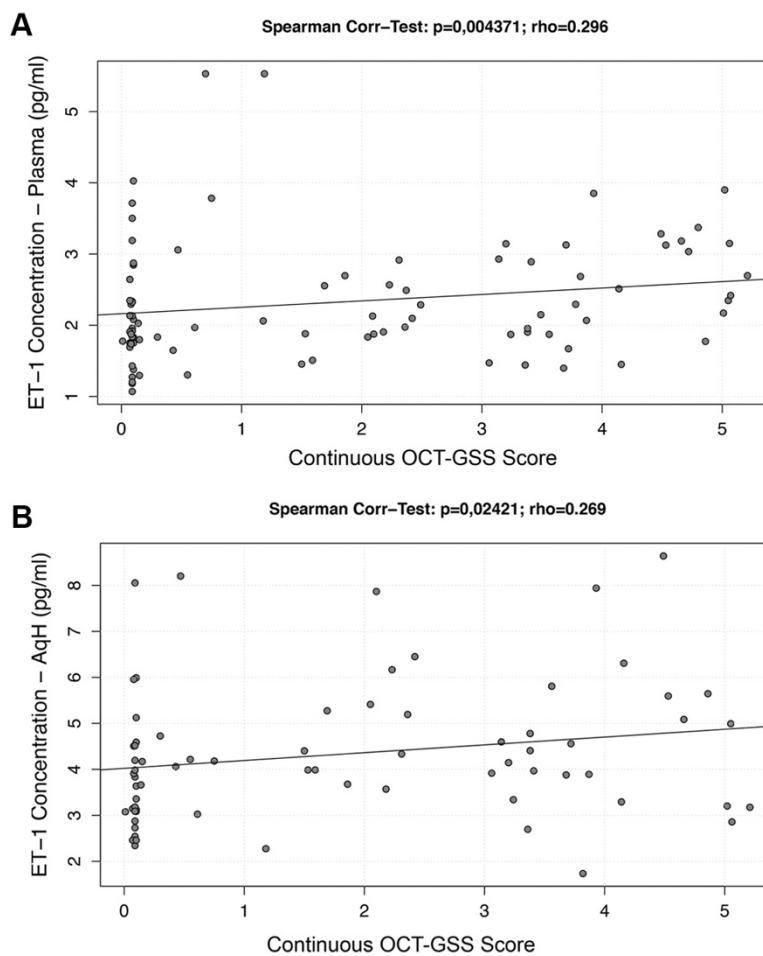 A
Spearman Corr−Test: p=0,004371; rho=0.296
ET−1 Concentration − Plasma (pg/ml)
5
4
3
2
1
0 1 2 3 4 5
Continuous OCT-GSS Score
B
Spearman Corr−Test: p=0,02421; rho=0.269
ET−1 Concentration − AqH (pg/ml)
8
7
6
5
4
3
2
0 1 2 3 4 5
Continuous OCT-GSS Score